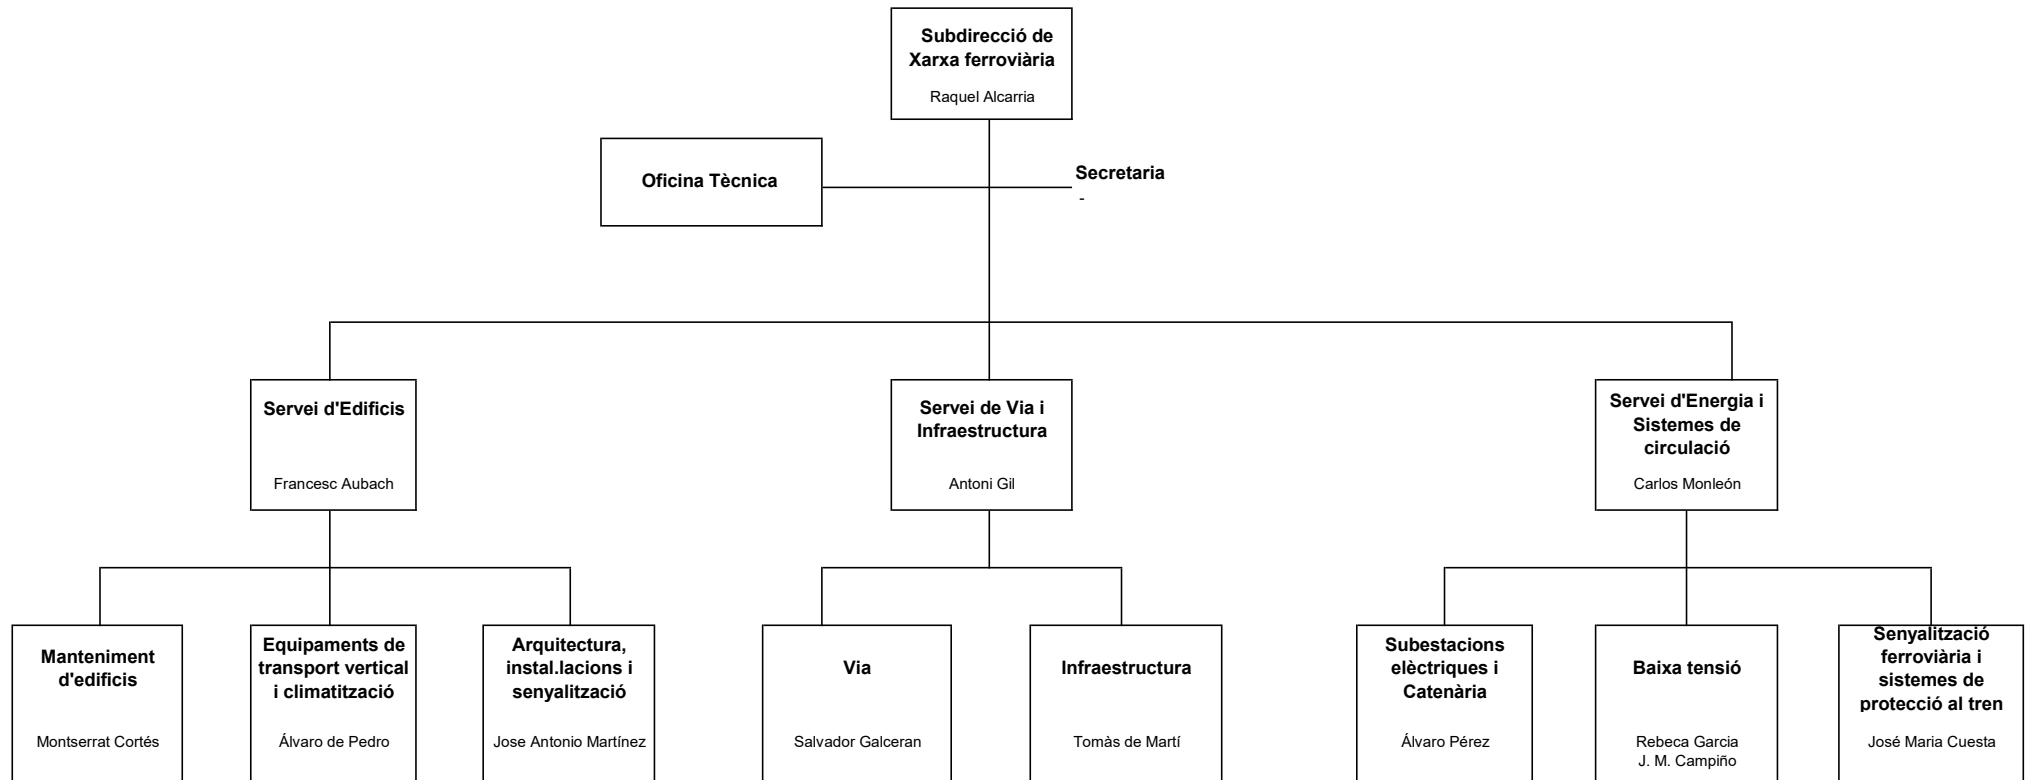 Subdirecció de
Xarxa ferroviària
Raquel Alcarria
Oficina Tècnica
Secretaria
-
Servei d'Edificis
Francesc Aubach
Servei de Via i
Infraestructura
Antoni Gil
Servei d'Energia i
Sistemes de
circulació
Carlos Monleón
Manteniment
d'edificis
Montserrat Cortés
Equipaments de
transport vertical
i climatització
Álvaro de Pedro
Arquitectura,
instal.lacions i
senyalització
Jose Antonio Martínez
Via
Salvador Galceran
Infraestructura
Tomàs de Martí
Subestacions
elèctriques i
Catenària
Álvaro Pérez
Baixa tensió
Rebeca Garcia
J. M. Campiño
Senyalització
ferroviària i
sistemes de
protecció al tren
José Maria Cuesta